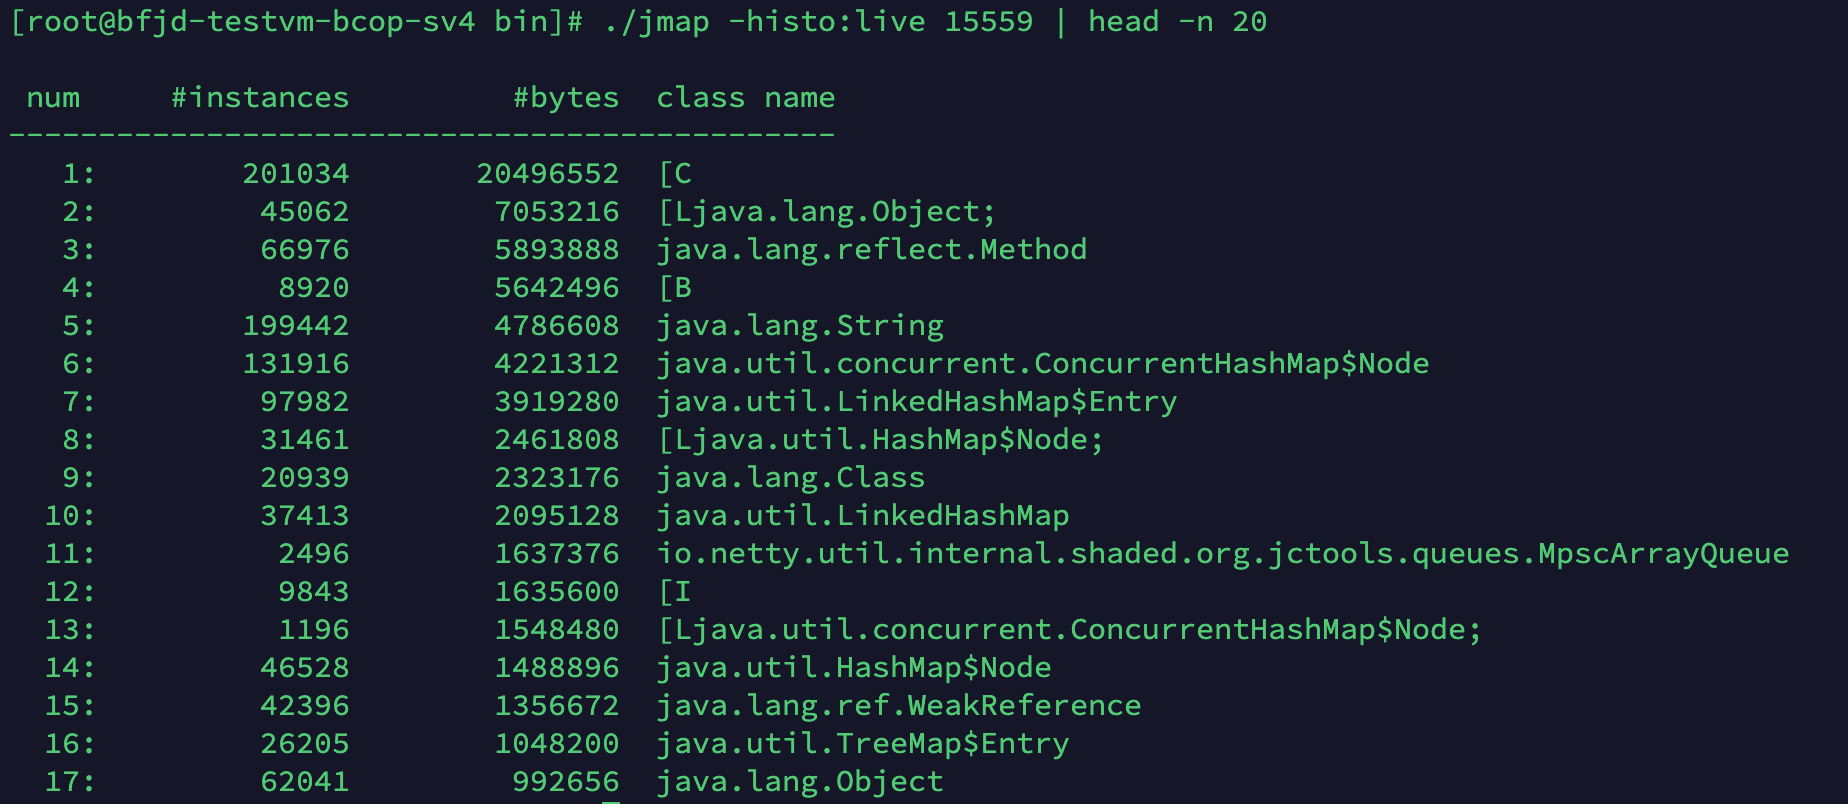 [root@bfjd-testvm-bcop-sv4 bin]# ./jmap -histo:live 15559 | head -n 20

 num     #instances         #bytes  class name
----------------------------------------------
   1:        201034       20496552  [C
   2:         45062        7053216  [Ljava.lang.Object;
   3:         66976        5893888  java.lang.reflect.Method
   4:          8920        5642496  [B
   5:        199442        4786608  java.lang.String
   6:        131916        4221312  java.util.concurrent.ConcurrentHashMap$Node
   7:         97982        3919280  java.util.LinkedHashMap$Entry
   8:         31461        2461808  [Ljava.util.HashMap$Node;
   9:         20939        2323176  java.lang.Class
  10:         37413        2095128  java.util.LinkedHashMap
  11:          2496        1637376  io.netty.util.internal.shaded.org.jctools.queues.MpscArrayQueue
  12:          9843        1635600  [I
  13:          1196        1548480  [Ljava.util.concurrent.ConcurrentHashMap$Node;
  14:         46528        1488896  java.util.HashMap$Node
  15:         42396        1356672  java.lang.ref.WeakReference
  16:         26205        1048200  java.util.TreeMap$Entry
  17:         62041         992656  java.lang.Object